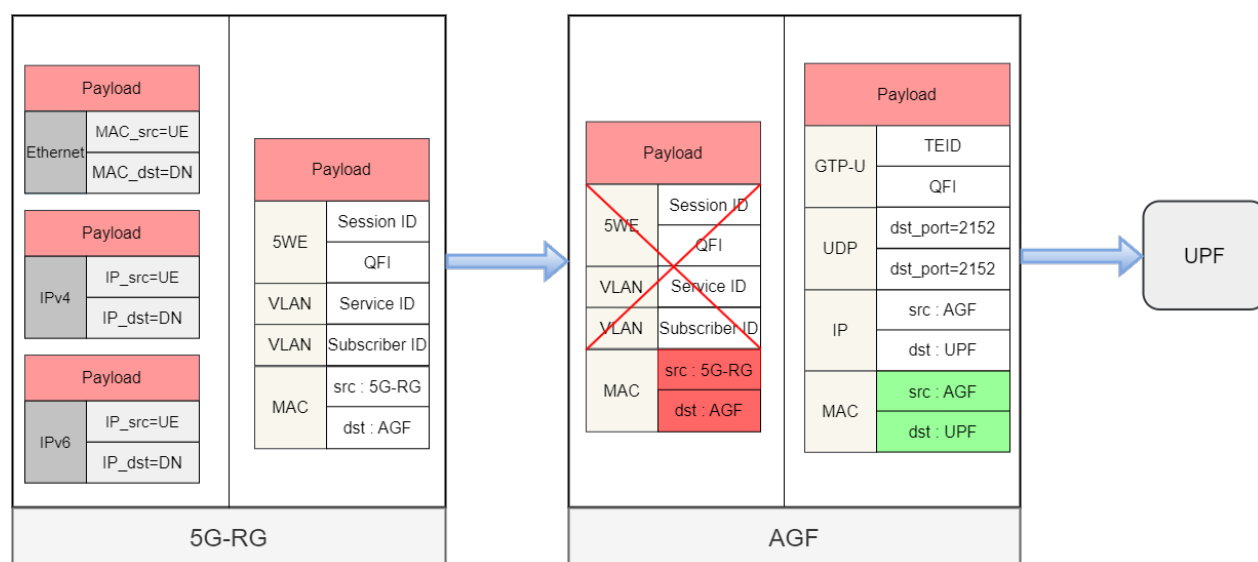 Payload
Ethernet
MAC_src=UE
MAC_dst=DN
Payload
IPv4
IP_src=UE
IP_dst=DN
Payload
IPv6
IP_src=UE
IP_dst=DN
Payload
5WE
Session ID
QFI
VLAN
Service ID
VLAN
Subscriber ID
MAC
src : 5G-RG
dst : AGF
5G-RG
Payload
5WE
Session ID
QFI
VLAN
Service ID
VLAN
Subscriber ID
MAC
src : 5G-RG
dst : AGF
Payload
GTP-U
TEID
QFI
UDP
dst_port=2152
dst_port=2152
IP
src : AGF
dst : UPF
MAC
src : AGF
dst : UPF
AGF
UPF